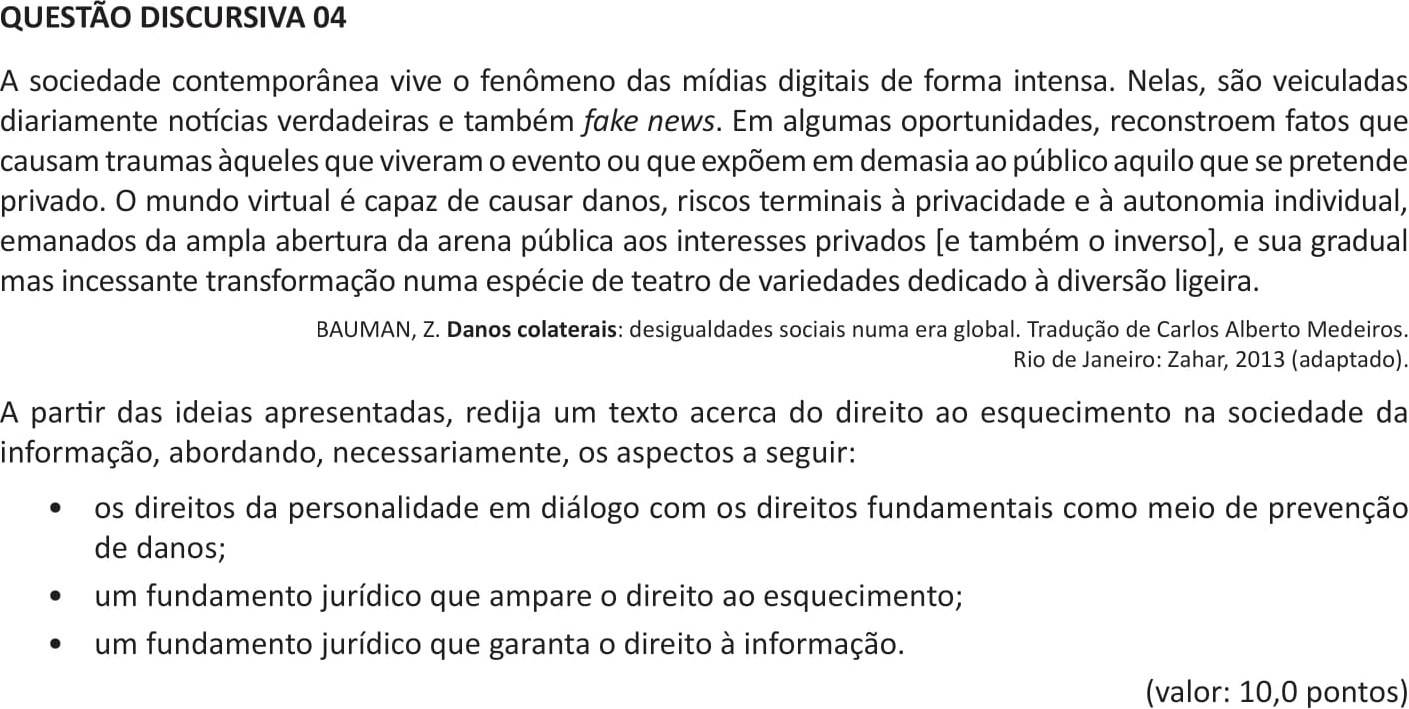 QUESTÃO DISCURSIVA 04
A sociedade contemporânea vive o fenômeno das mídias digitais de forma intensa. Nelas, são veiculadas
diariamente notícias verdadeiras e também fake news. Em algumas oportunidades, reconstroem fatos que
causam traumas àqueles que viveram o evento ou que expõem em demasia ao público aquilo que se pretende
privado. O mundo virtual é capaz de causar danos, riscos terminais à privacidade e à autonomia individual,
emanados da ampla abertura da arena pública aos interesses privados [e também o inverso], e sua gradual
mas incessante transformação numa espécie de teatro de variedades dedicado à diversão ligeira.
BAUMAN, Z. Danos colaterais: desigualdades sociais numa era global. Tradução de Carlos Alberto Medeiros.
Rio de Janeiro: Zahar, 2013 (adaptado).
A partir das ideias apresentadas, redija um texto acerca do direito ao esquecimento na sociedade da
informação, abordando, necessariamente, os aspectos a seguir:
• os direitos da personalidade em diálogo com os direitos fundamentais como meio de prevenção
de danos;
• um fundamento jurídico que ampare o direito ao esquecimento;
• um fundamento jurídico que garanta o direito à informação.
(valor: 10,0 pontos)